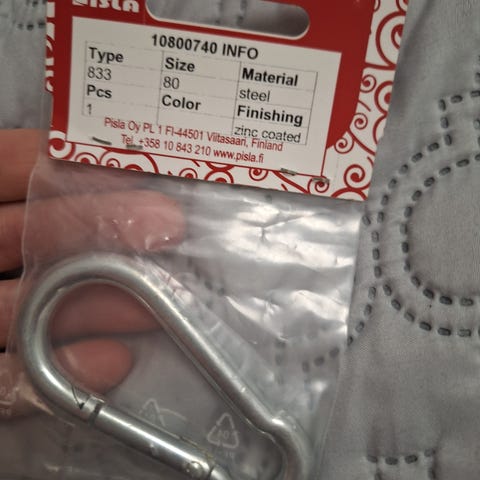 Pisla
10800740 INFO
Type Size Material
833 80 steel
Pcs Color Finishing
1 zinc coated
Pisla Oy PL 1 FI-44501 Viitasaari, Finland
Tel. +358 10 843 210 www.pisla.fi